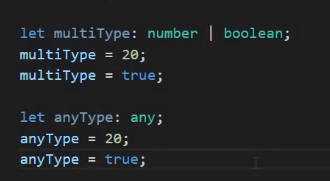 let multiType: number | boolean;
multiType = 20;
multiType = true;
let anyType: any;
anyType = 20;
anyType = true;